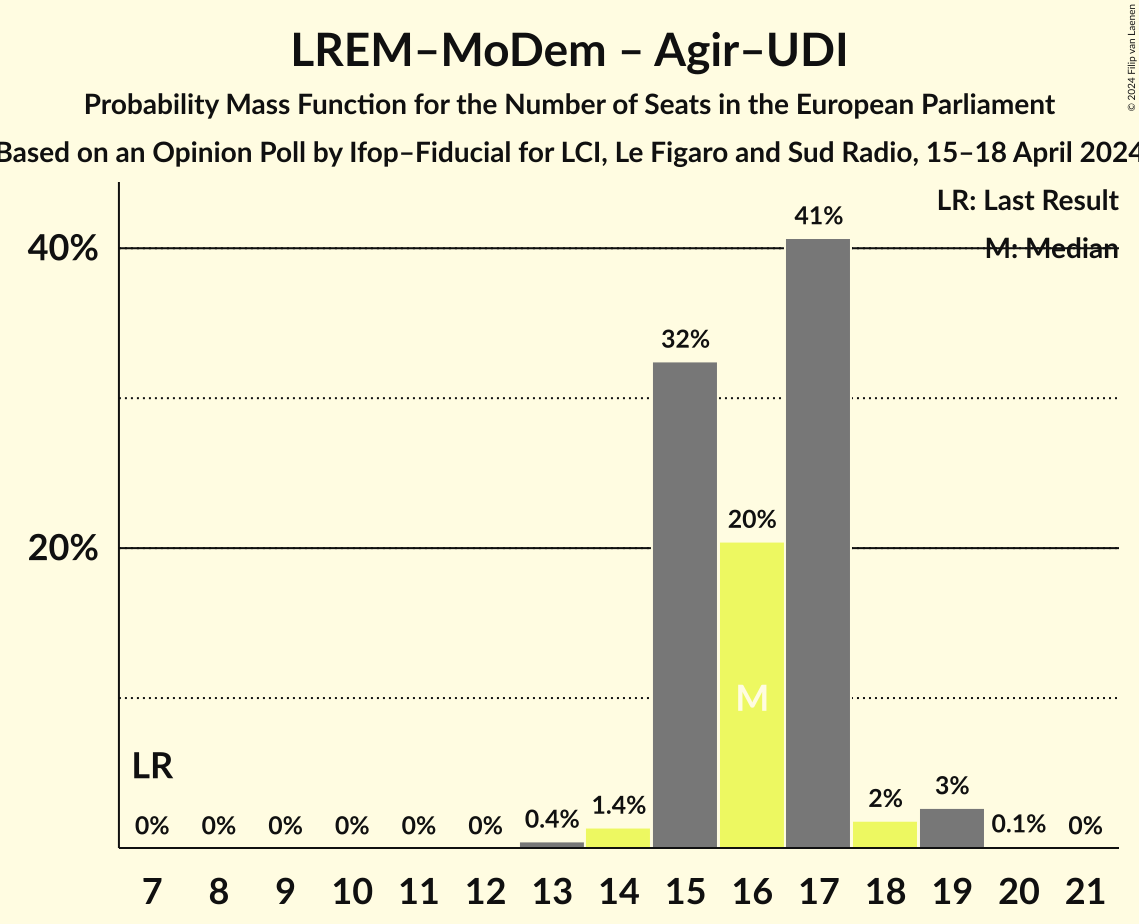 LREM–MoDem – Agir–UDI
Probability Mass Function for the Number of Seats in the European Parliament
Based on an Opinion Poll by Ifop–Fiducial for LCI, Le Figaro and Sud Radio, 15–18 April 2024
© 2024 Filip van Laenen
LR: Last Result
M: Median
40%
20%
LR
0% 0% 0% 0% 0% 0% 0.4% 1.4% 32% 20% 41% 2% 3% 0.1% 0%
M
7 8 9 10 11 12 13 14 15 16 17 18 19 20 21